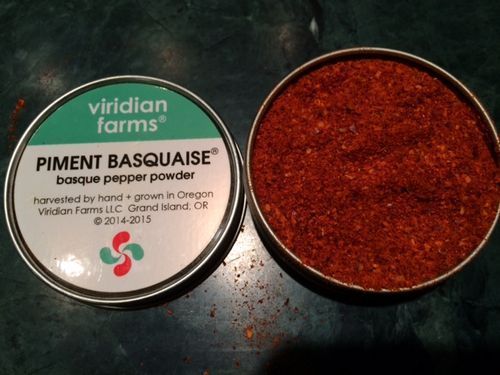 viridian
farms®
PIMENT BASQUAISE®
basque pepper powder
harvested by hand + grown in Oregon
Viridian Farms LLC Grand Island, OR
© 2014-2015